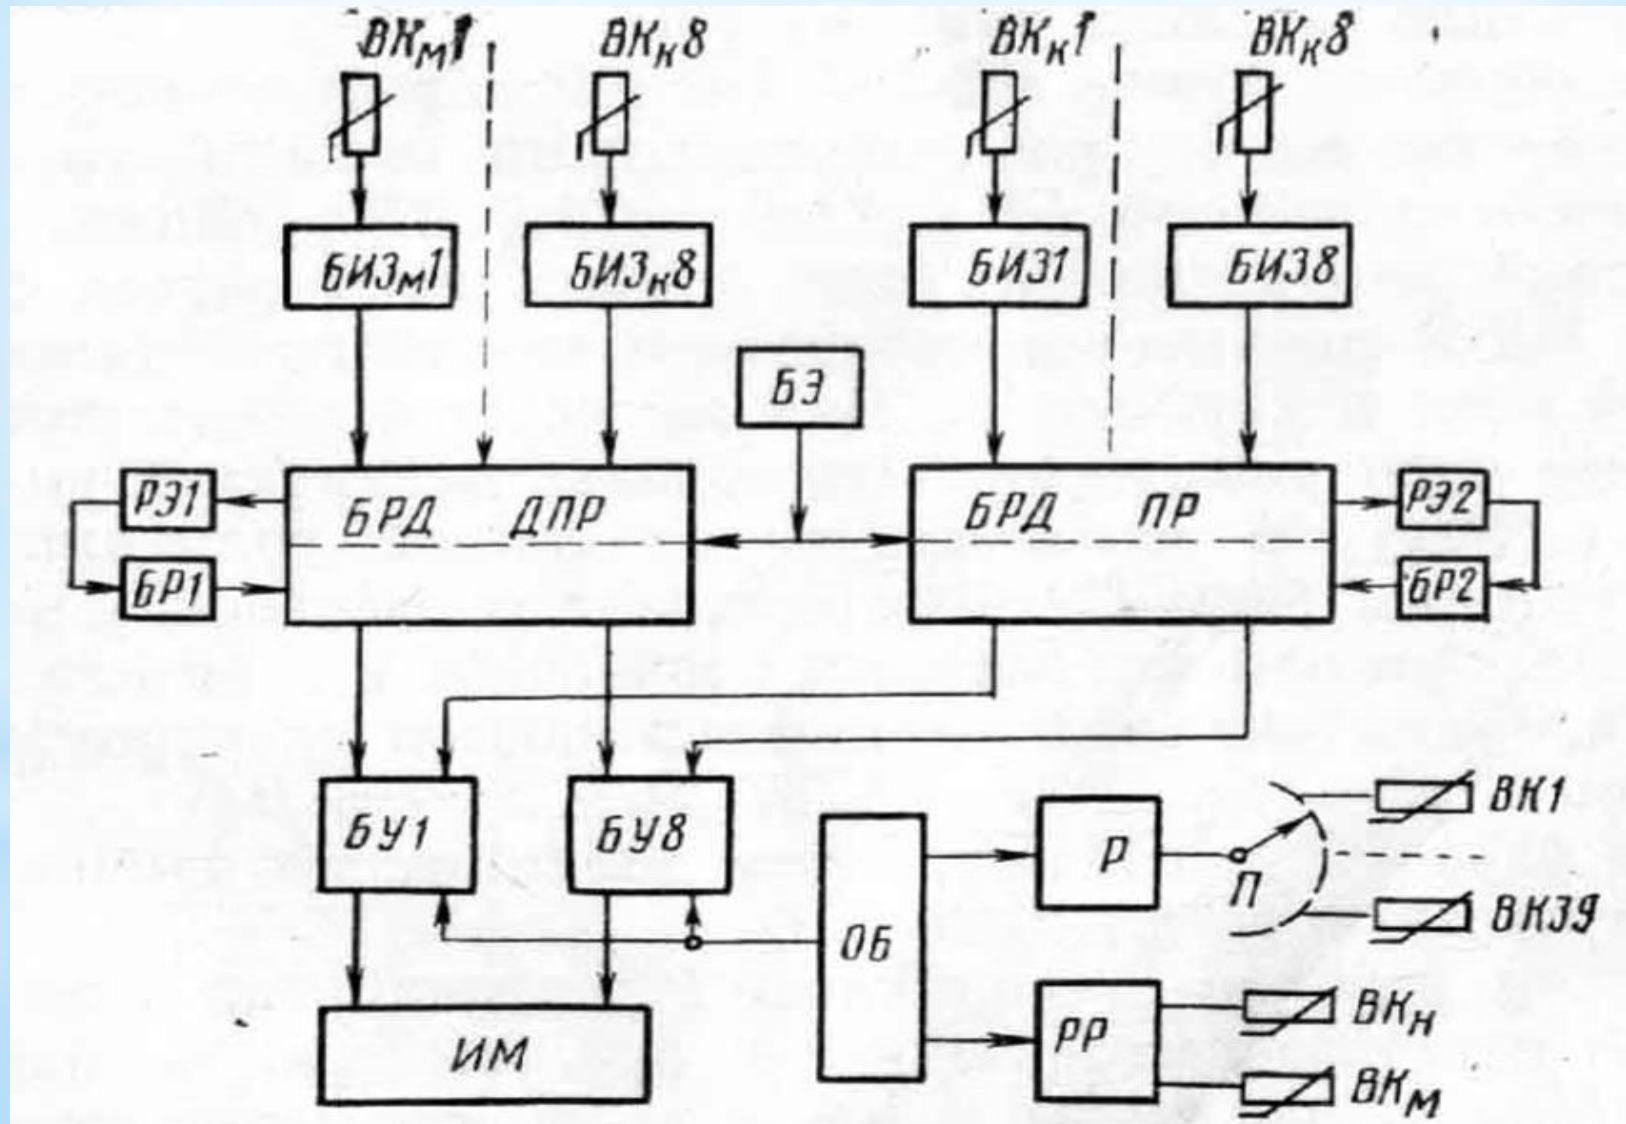 ВКм1 ВКк8 ВКк1 ВКк8
БИЗм1 БИЗк8 БИЗ1 БИЗ8
БЭ
РЭ1 БРД ДПР БРД ПР РЭ2
БР1 БР2
БУ1 БУ8 Р П ВК1
ВК39
ОБ
ИМ РР ВКн
ВКм